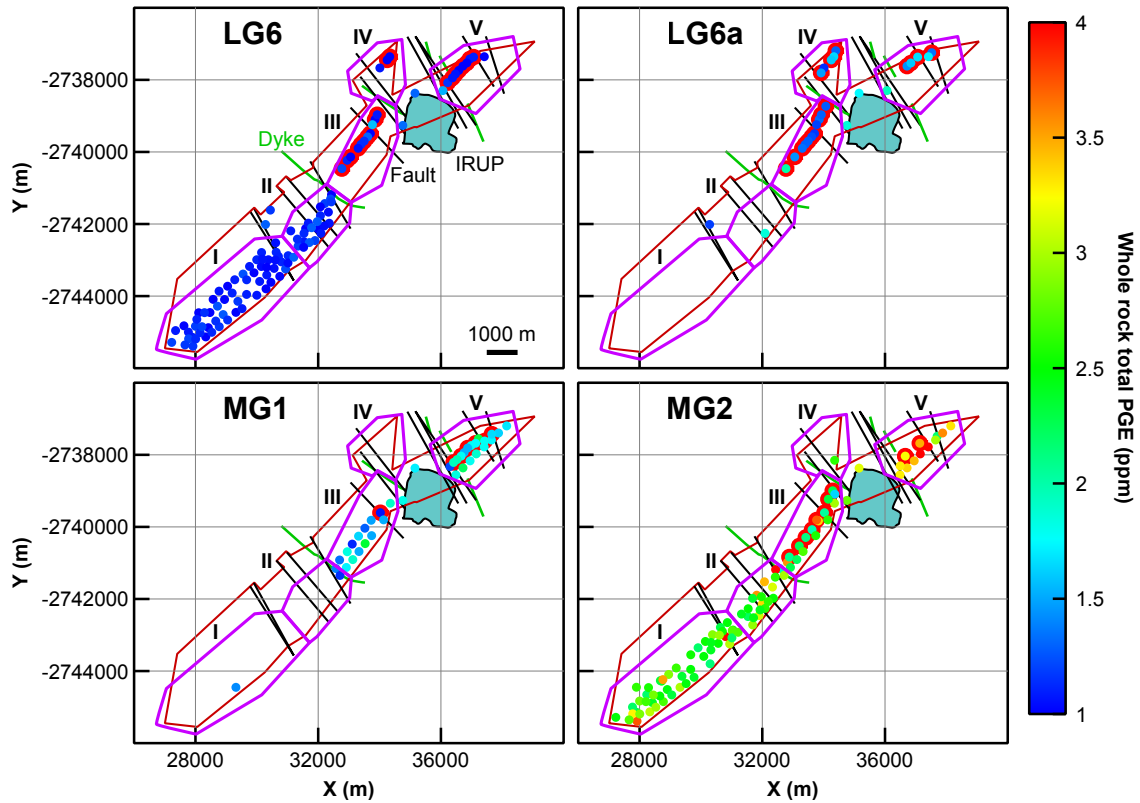 LG6
IV
V
III
Dyke
Fault
IRUP
II
I
1000 m
-2738000
-2740000
-2742000
-2744000
Y (m)
LG6a
IV
V
III
II
I
MG1
IV
V
III
II
I
-2738000
-2740000
-2742000
-2744000
Y (m)
28000
32000
36000
X (m)
MG2
IV
V
III
II
I
28000
32000
36000
X (m)
4
3.5
3
2.5
2
1.5
1
Whole rock total PGE (ppm)